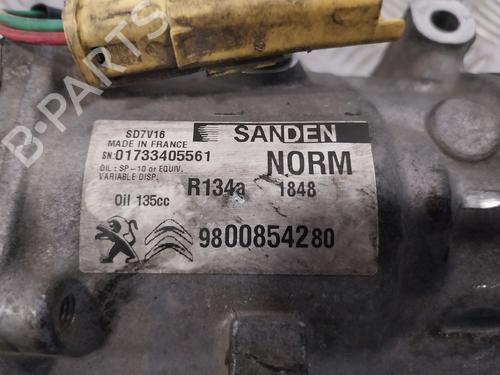 B-PARTS
SD7V16
MADE IN FRANCE
SN:01733405561
OIL : SP-10 or EQUIV.
VARIABLE DISP.
Oil 135cc
SANDEN
NORM
R134a 1848
9800854280